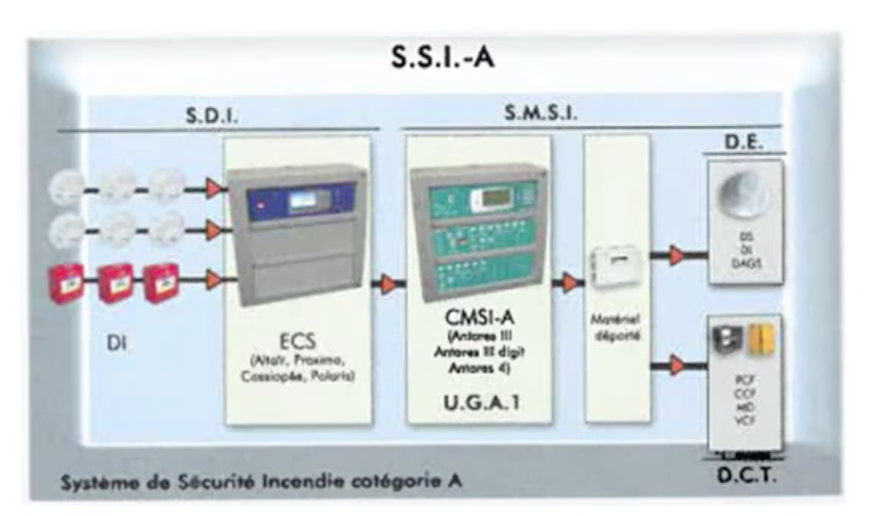 S.S.I.-A
S.D.I.
S.M.S.I.
D.E.
DS
DI
DAGS
DI
ECS
(Altaïr, Proxima,
Cassiopée, Polaris)
CMSI-A
(Antares III
Antares III digit
Antares 4)
U.G.A.1
Matériel
déporté
PCF
CCF
MD
VCF
D.C.T.
Système de Sécurité Incendie catégorie A